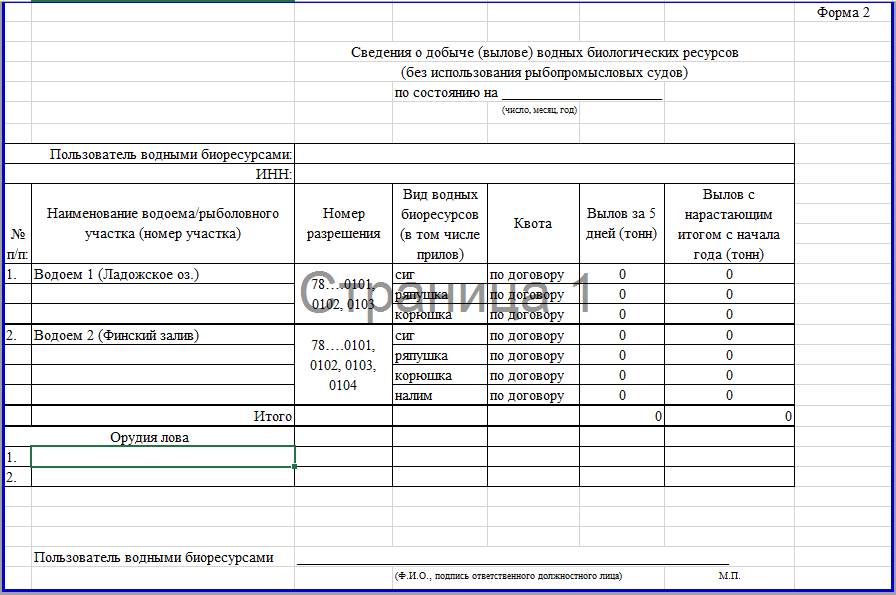 Форма 2
Сведения о добыче (вылове) водных биологических ресурсов
(без использования рыбопромысловых судов)
по состоянию на ______________________
(число, месяц, год)
Пользователь водными биоресурсами:
ИНН:
№ п/п: Наименование водоема/рыболовного участка (номер участка) Номер разрешения Вид водных биоресурсов (в том числе прилов) Квота Вылов за 5 дней (тонн) Вылов с нарастающим итогом с начала года (тонн)
1. Водоем 1 (Ладожское оз.) 78….0101, 0102, 0103 сиг по договору 0 0
ряпушка по договору 0 0
корюшка по договору 0 0
Страница 1
2. Водоем 2 (Финский залив) 78….0101, 0102, 0103, 0104 сиг по договору 0 0
ряпушка по договору 0 0
корюшка по договору 0 0
налим по договору 0 0
Итого 0 0
Орудия лова
1.
2.
Пользователь водными биоресурсами
(Ф.И.О., подпись ответственного должностного лица) М.П.